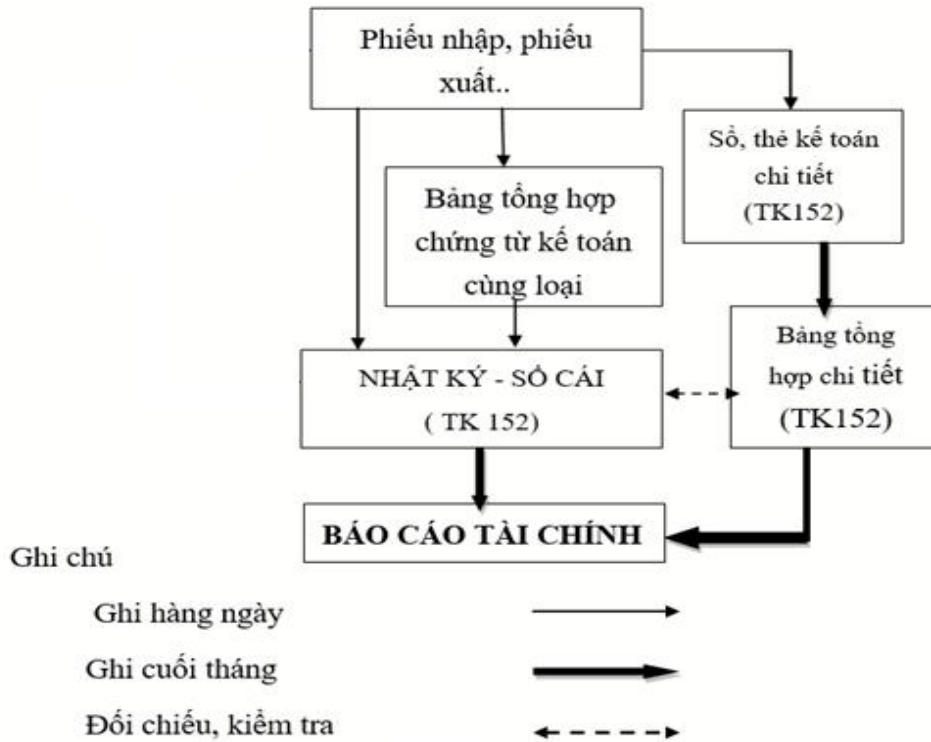 Phiếu nhập, phiếu
xuất..
Sổ, thẻ kế toán
chi tiết
(TK152)
Bảng tổng hợp
chứng từ kế toán
cùng loại
Bảng tổng
hợp chi tiết
(TK152)
NHẬT KÝ - SỔ CÁI
( TK 152)
BÁO CÁO TÀI CHÍNH
Ghi chú
Ghi hàng ngày
Ghi cuối tháng
Đối chiếu, kiểm tra